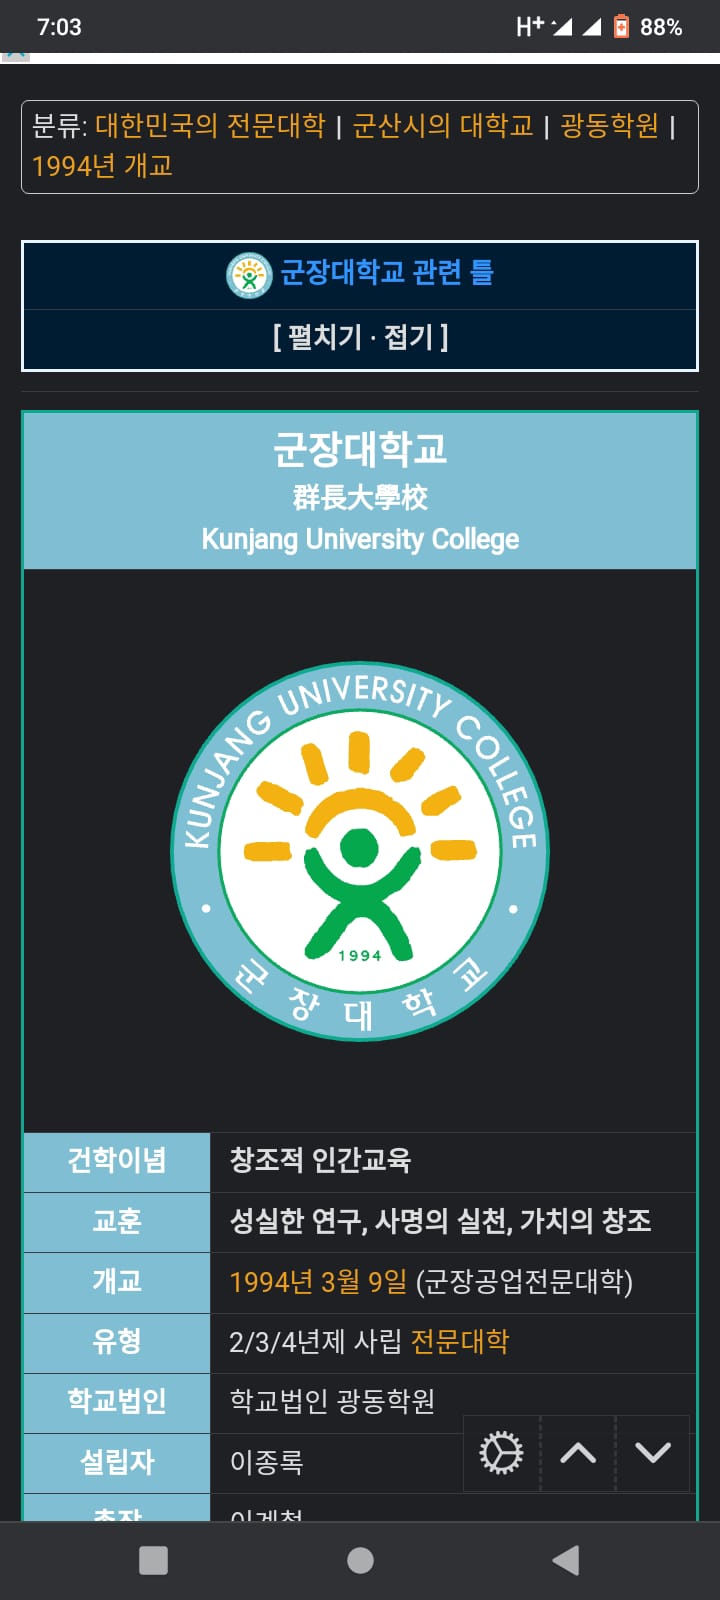 7:03 H+ 88%
분류: 대한민국의 전문대학 | 군산시의 대학교 | 광동학원 |
1994년 개교
군장대학교 관련 틀
[ 펼치기 · 접기 ]
군장대학교
群長大學校
Kunjang University College
KUNJANG UNIVERSITY COLLEGE
1994
군장대학교
건학이념 창조적 인간교육
교훈 성실한 연구, 사명의 실천, 가치의 창조
개교 1994년 3월 9일 (군장공업전문대학)
유형 2/3/4년제 사립 전문대학
학교법인 학교법인 광동학원
설립자 이종록